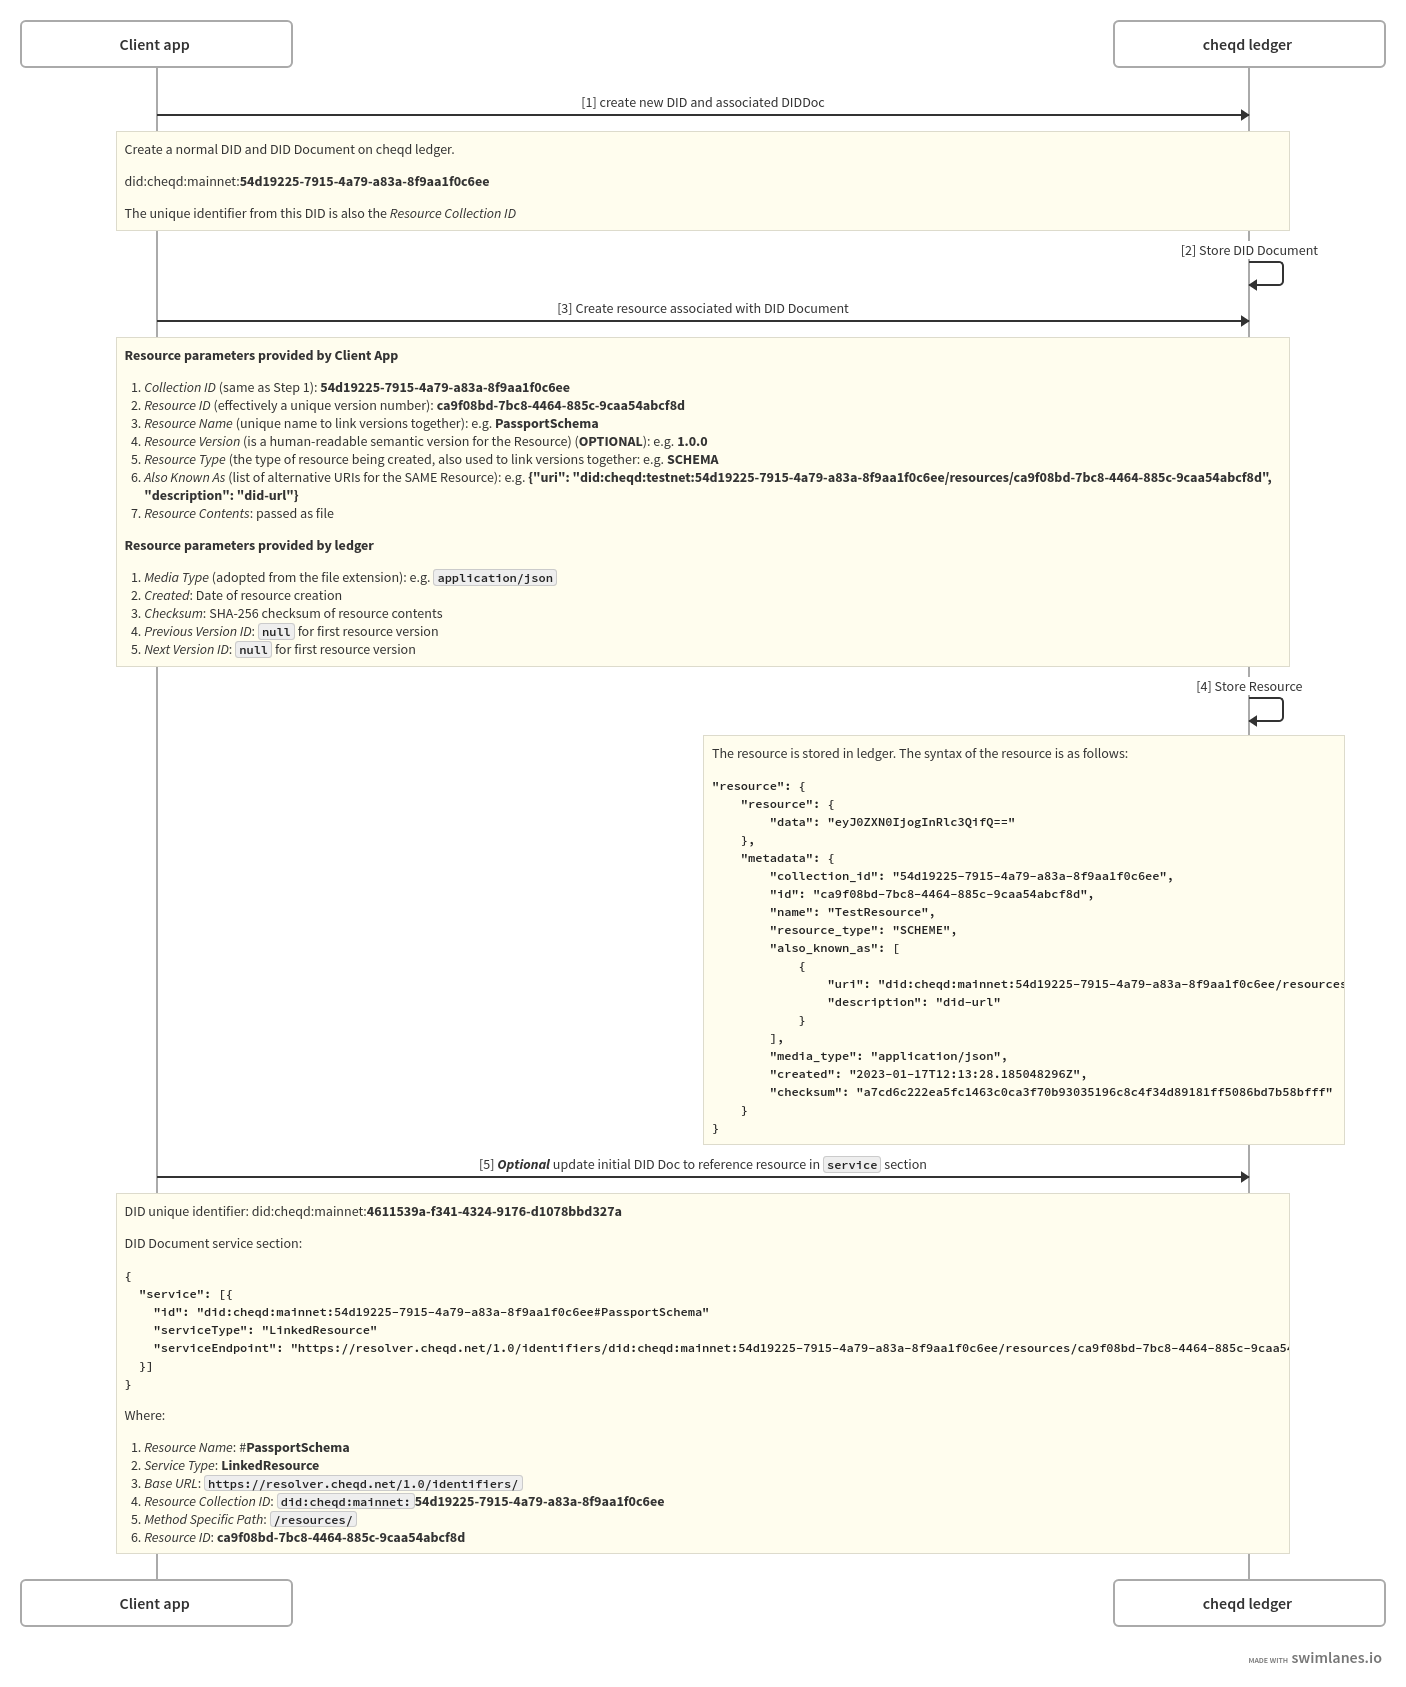 Client app
cheqd ledger
[1] create new DID and associated DIDDoc
Create a normal DID and DID Document on cheqd ledger.
did:cheqd:mainnet:54d19225-7915-4a79-a83a-8f9aa1f0c6ee
The unique identifier from this DID is also the Resource Collection ID
[2] Store DID Document
[3] Create resource associated with DID Document
Resource parameters provided by Client App
1. Collection ID (same as Step 1): 54d19225-7915-4a79-a83a-8f9aa1f0c6ee
2. Resource ID (effectively a unique version number): ca9f08bd-7bc8-4464-885c-9caa54abcf8d
3. Resource Name (unique name to link versions together): e.g. PassportSchema
4. Resource Version (is a human-readable semantic version for the Resource) (OPTIONAL): e.g. 1.0.0
5. Resource Type (the type of resource being created, also used to link versions together: e.g. SCHEMA
6. Also Known As (list of alternative URIs for the SAME Resource): e.g. {"uri": "did:cheqd:testnet:54d19225-7915-4a79-a83a-8f9aa1f0c6ee/resources/ca9f08bd-7bc8-4464-885c-9caa54abcf8d",
"description": "did-url"}
7. Resource Contents: passed as file
Resource parameters provided by ledger
1. Media Type (adopted from the file extension): e.g. application/json
2. Created: Date of resource creation
3. Checksum: SHA-256 checksum of resource contents
4. Previous Version ID: null for first resource version
5. Next Version ID: null for first resource version
[4] Store Resource
The resource is stored in ledger. The syntax of the resource is as follows:
"resource": {
"resource": {
"data": "eyJ0ZXN0IjogInRlc3QifQ=="
},
"metadata": {
"collection_id": "54d19225-7915-4a79-a83a-8f9aa1f0c6ee",
"id": "ca9f08bd-7bc8-4464-885c-9caa54abcf8d",
"name": "TestResource",
"resource_type": "SCHEME",
"also_known_as": [
{
"uri": "did:cheqd:mainnet:54d19225-7915-4a79-a83a-8f9aa1f0c6ee/resources
"description": "did-url"
}
],
"media_type": "application/json",
"created": "2023-01-17T12:13:28.185048296Z",
"checksum": "a7cd6c222ea5fc1463c0ca3f70b93035196c8c4f34d89181ff5086bd7b58bfff"
}
}
[5] Optional update initial DID Doc to reference resource in service section
DID unique identifier: did:cheqd:mainnet:4611539a-f341-4324-9176-d1078bbd327a
DID Document service section:
{
"service": [{
"id": "did:cheqd:mainnet:54d19225-7915-4a79-a83a-8f9aa1f0c6ee#PassportSchema"
"serviceType": "LinkedResource"
"serviceEndpoint": "https://resolver.cheqd.net/1.0/identifiers/did:cheqd:mainnet:54d19225-7915-4a79-a83a-8f9aa1f0c6ee/resources/ca9f08bd-7bc8-4464-885c-9caa54
}]
}
Where:
1. Resource Name: #PassportSchema
2. Service Type: LinkedResource
3. Base URL: https://resolver.cheqd.net/1.0/identifiers/
4. Resource Collection ID: did:cheqd:mainnet:54d19225-7915-4a79-a83a-8f9aa1f0c6ee
5. Method Specific Path: /resources/
6. Resource ID: ca9f08bd-7bc8-4464-885c-9caa54abcf8d
Client app
cheqd ledger
MADE WITH swimlanes.io